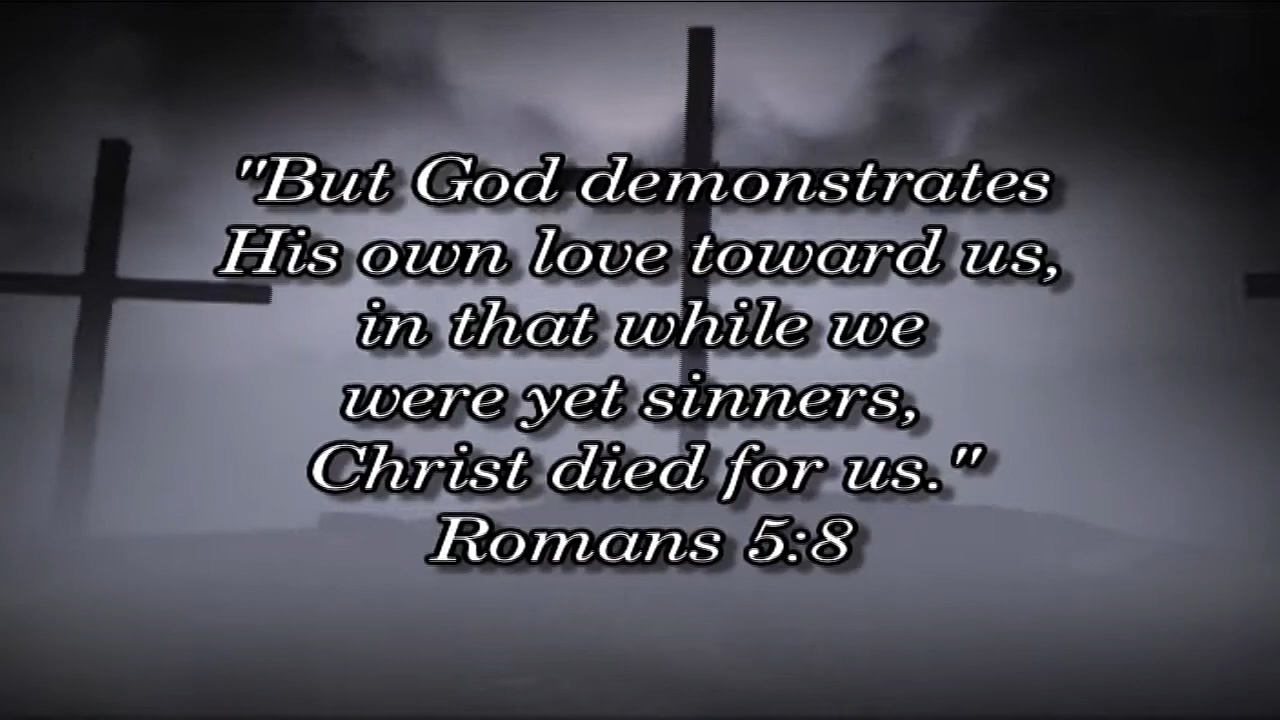 "But God demonstrates
His own love toward us,
in that while we
were yet sinners,
Christ died for us."
Romans 5:8